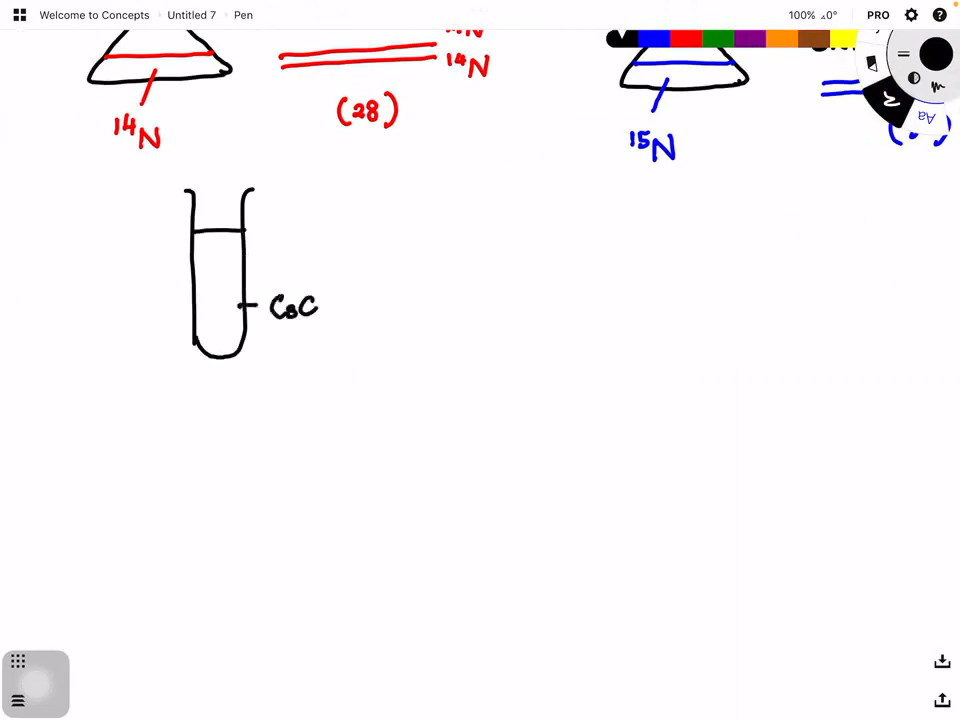 Welcome to Concepts › Untitled 7 › Pen
100% ⊿0° PRO
14N
14N
(28)
15N
Aa
CsC